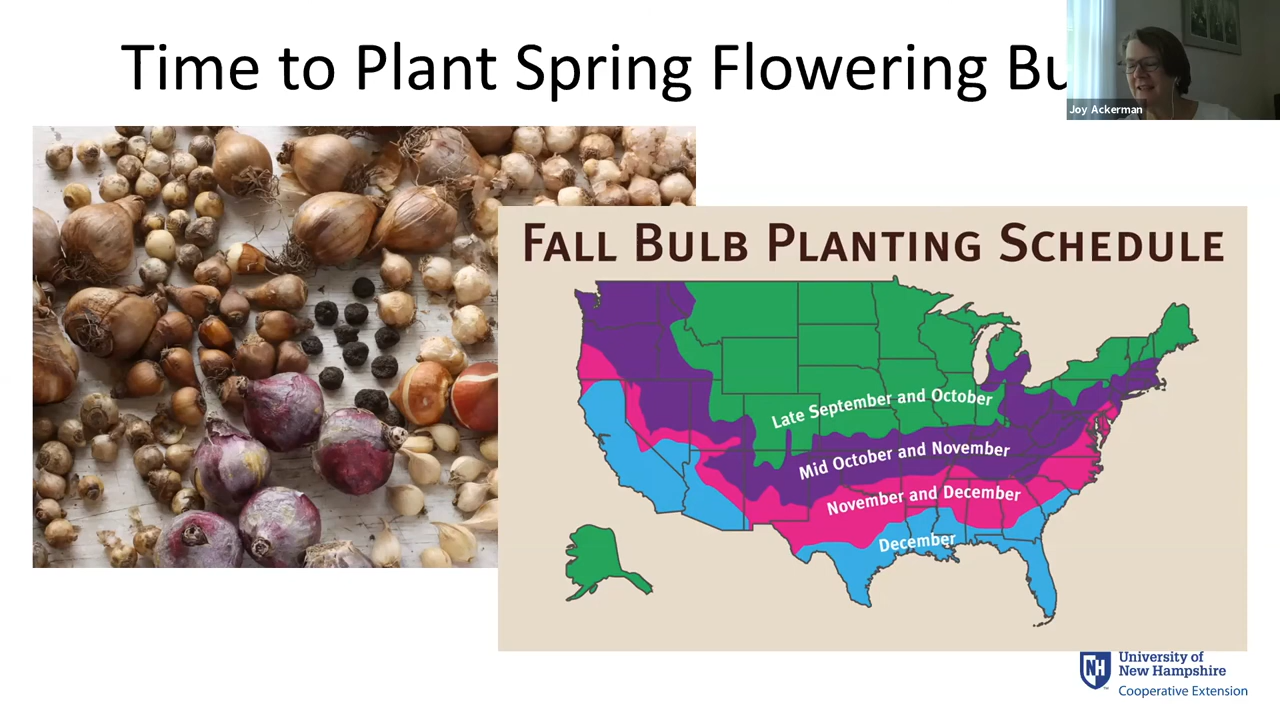 Time to Plant Spring Flowering Bu
Joy Ackerman
FALL BULB PLANTING SCHEDULE
Late September and October
Mid October and November
November and December
December
NH
University of
New Hampshire
Cooperative Extension